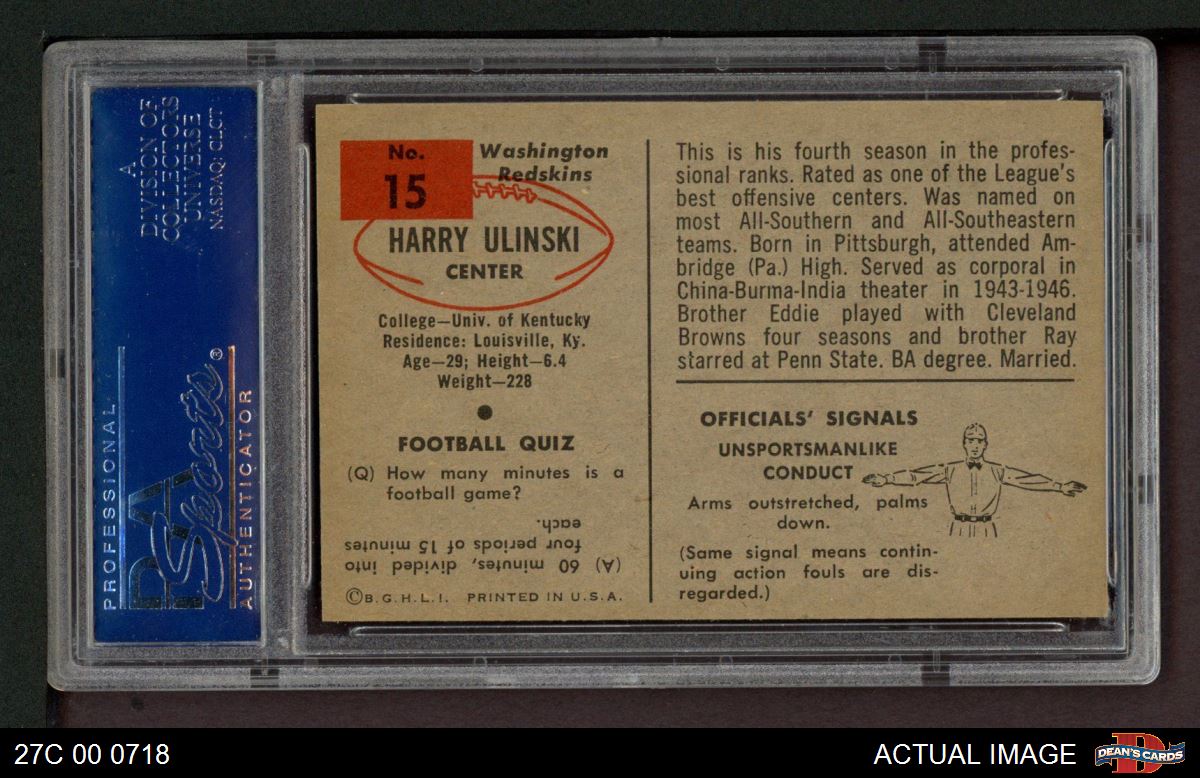 A
DIVISION OF
COLLECTORS
UNIVERSE
NASDAQ: CLCT
PROFESSIONAL
PSA
Sports®
AUTHENTICATOR
No.
15
Washington
Redskins
HARRY ULINSKI
CENTER
College—Univ. of Kentucky
Residence: Louisville, Ky.
Age—29; Height—6.4
Weight—228
FOOTBALL QUIZ
(Q) How many minutes is a
football game?
(A) 60 minutes, divided into
four periods of 15 minutes
each.
©B.G.H.L.I. PRINTED IN U.S.A.
This is his fourth season in the profes-
sional ranks. Rated as one of the League's
best offensive centers. Was named on
most All-Southern and All-Southeastern
teams. Born in Pittsburgh, attended Am-
bridge (Pa.) High. Served as corporal in
China-Burma-India theater in 1943-1946.
Brother Eddie played with Cleveland
Browns four seasons and brother Ray
starred at Penn State. BA degree. Married.
OFFICIALS' SIGNALS
UNSPORTSMANLIKE
CONDUCT
Arms outstretched, palms
down.
(Same signal means contin-
uing action fouls are dis-
regarded.)
27C 00 0718
ACTUAL IMAGE
DEAN'S CARDS